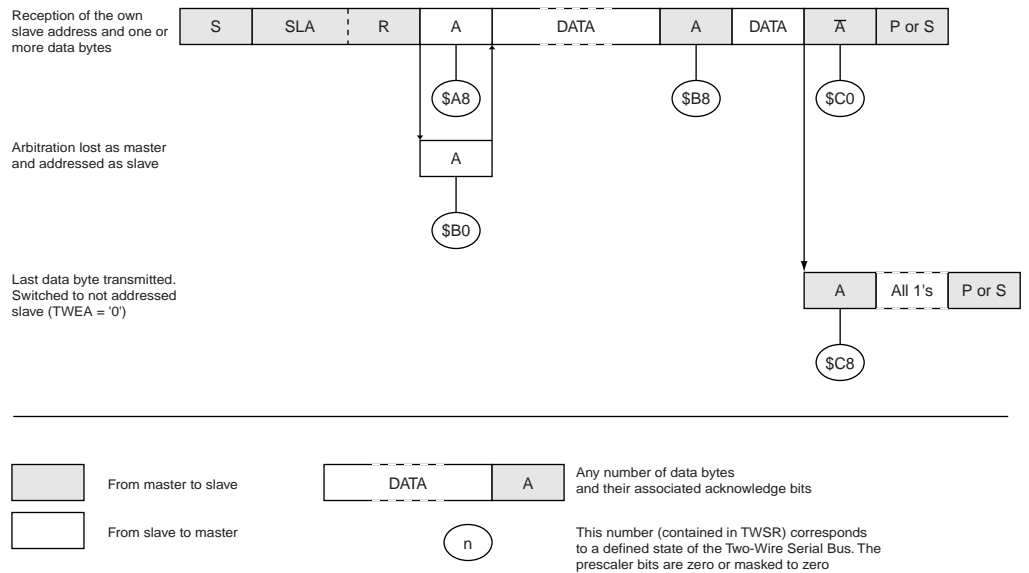 Reception of the own
slave address and one or
more data bytes
S SLA R A DATA A DATA A̅ P or S
$A8 $B8 $C0
Arbitration lost as master
and addressed as slave
A
$B0
Last data byte transmitted.
Switched to not addressed
slave (TWEA = '0')
A All 1's P or S
$C8
From master to slave
From slave to master
DATA A
Any number of data bytes
and their associated acknowledge bits
n
This number (contained in TWSR) corresponds
to a defined state of the Two-Wire Serial Bus. The
prescaler bits are zero or masked to zero